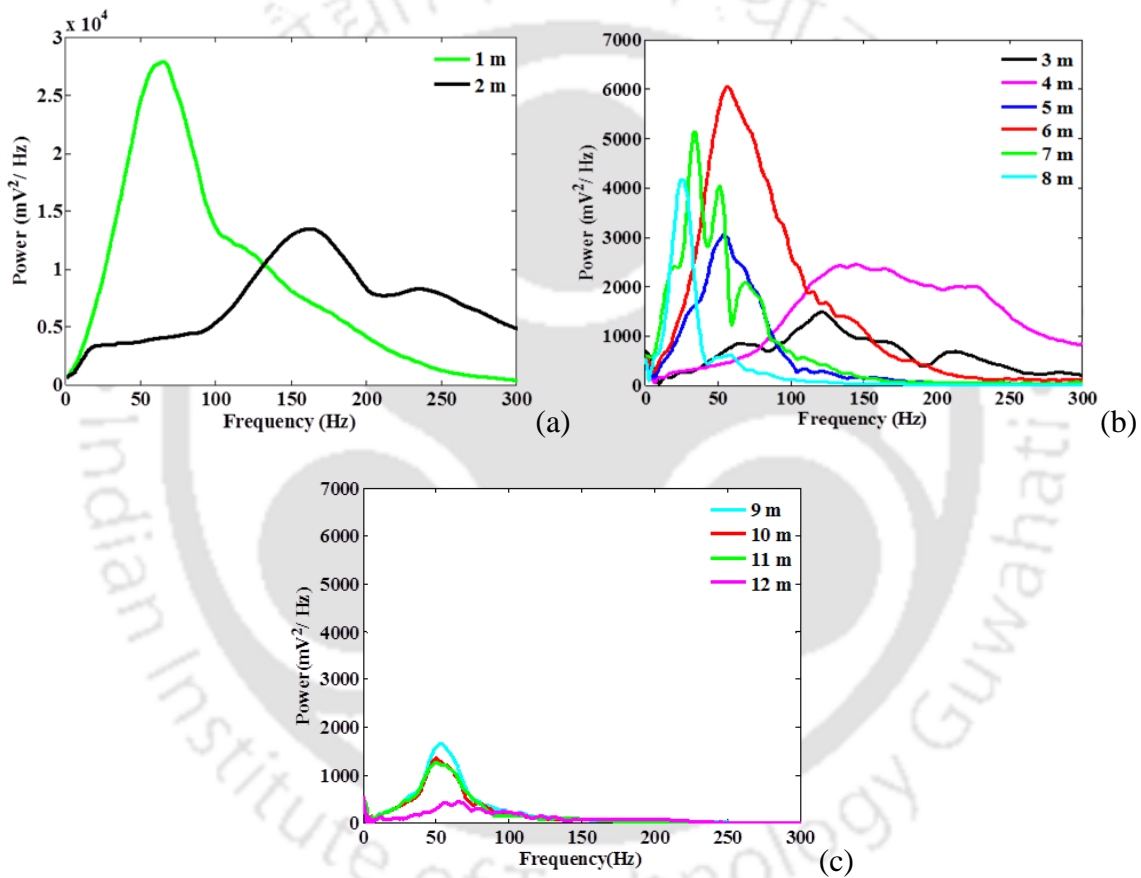 3 x 10^4
2.5
2
1.5
1
0.5
0
0 50 100 150 200 250 300
Power (mV²/ Hz)
Frequency (Hz)
1 m
2 m
(a)
7000
6000
5000
4000
3000
2000
1000
0
0 50 100 150 200 250 300
Power (mV²/ Hz)
Frequency (Hz)
3 m
4 m
5 m
6 m
7 m
8 m
(b)
7000
6000
5000
4000
3000
2000
1000
0
0 50 100 150 200 250 300
Power(mV²/ Hz)
Frequency(Hz)
9 m
10 m
11 m
12 m
(c)
Indian Institute of Technology Guwahati